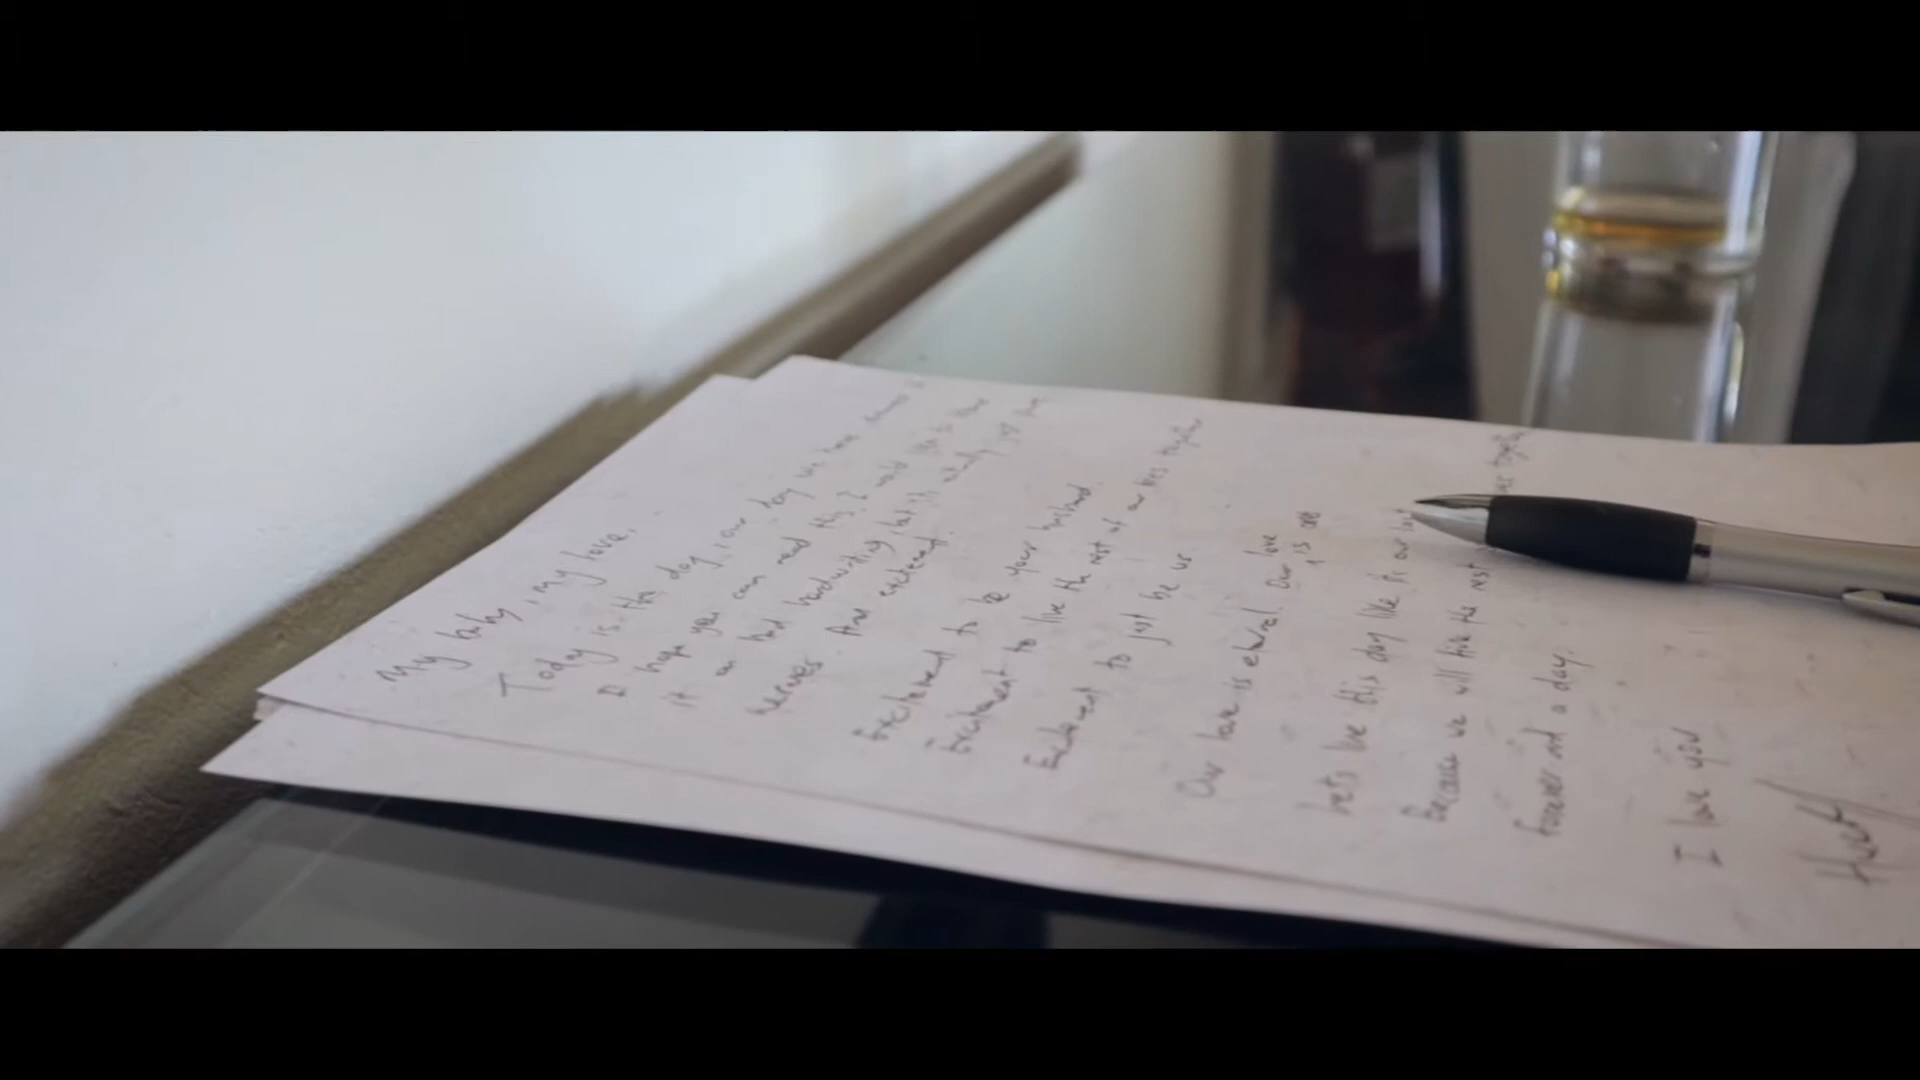 My baby, my love.
Today is the day, our day we have
I hope you can read this. I would like to blame
it on bad handwriting, but it's actually just
nerves. And excitement.
Excitement to be your husband.
Excitement to live the rest of our lives together
Excitement to just be us.
Our love is eternal. Our love is one
Let's live this day like it's our last
Because we will live the rest together
Forever and a day.
I love you